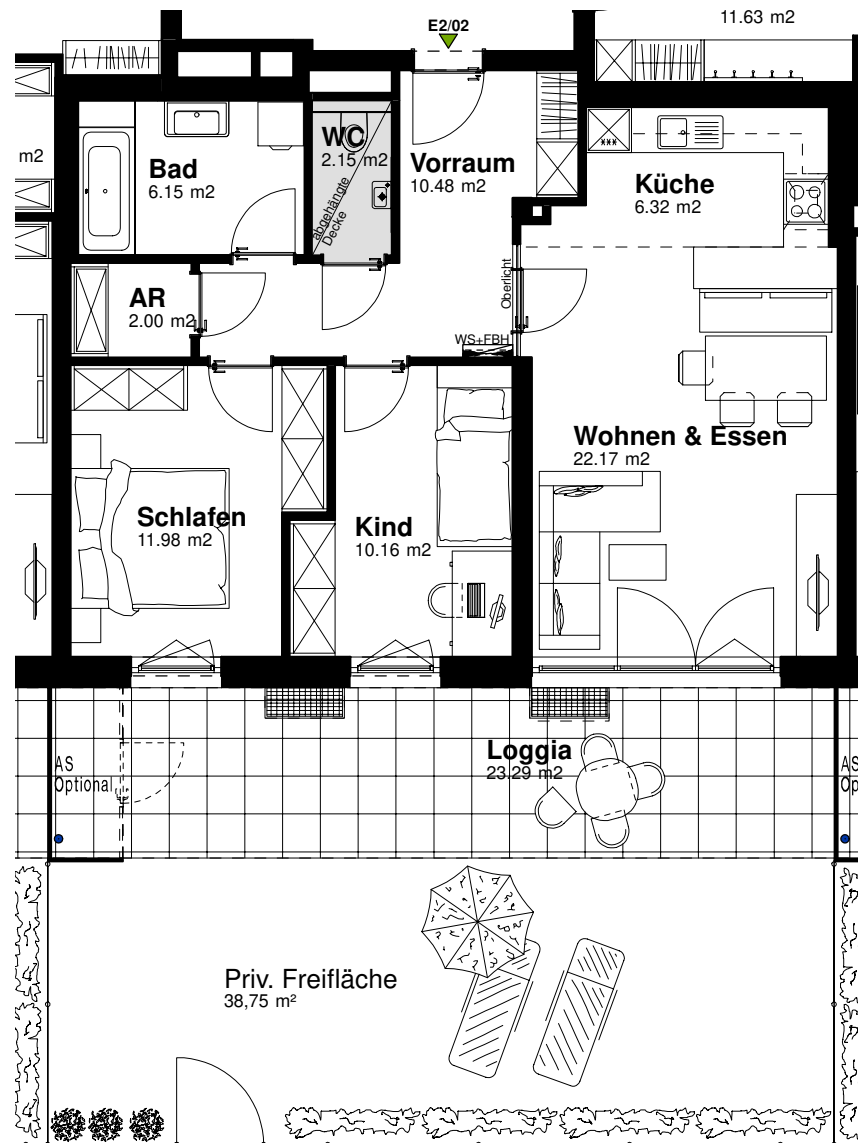 E2/02
11.63 m2
m2
Bad
6.15 m2
WC
2.15 m2
abgehängte
Decke
Vorraum
10.48 m2
Küche
6.32 m2
AR
2.00 m2
Oberlicht
WS+FBH
Wohnen & Essen
22.17 m2
Schlafen
11.98 m2
Kind
10.16 m2
Loggia
23.29 m2
AS
Optional
AS
Op
Priv. Freifläche
38,75 m²